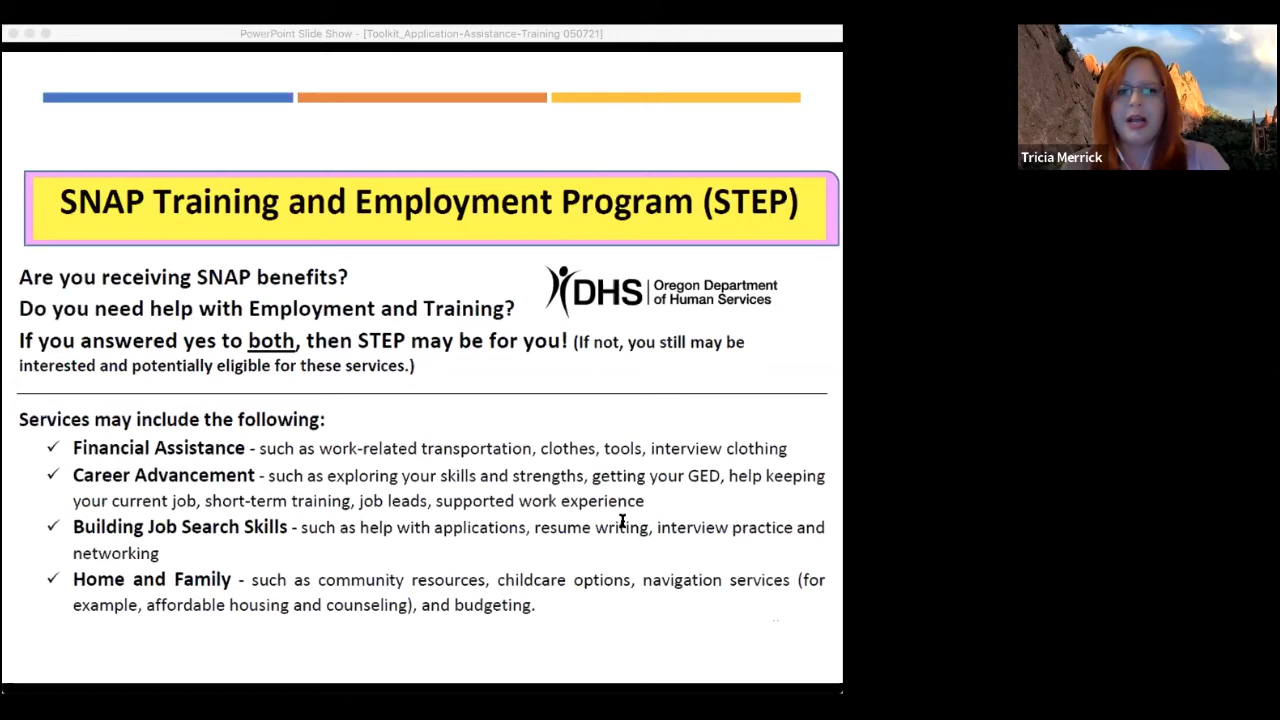 PowerPoint Slide Show - [Toolkit_Application-Assistance-Training 050721]
SNAP Training and Employment Program (STEP)
Are you receiving SNAP benefits?
DHS
Oregon Department
of Human Services
Do you need help with Employment and Training?
If you answered yes to both, then STEP may be for you! (If not, you still may be
interested and potentially eligible for these services.)
Services may include the following:
✓ Financial Assistance - such as work-related transportation, clothes, tools, interview clothing
✓ Career Advancement - such as exploring your skills and strengths, getting your GED, help keeping
your current job, short-term training, job leads, supported work experience
✓ Building Job Search Skills - such as help with applications, resume writing, interview practice and
networking
✓ Home and Family - such as community resources, childcare options, navigation services (for
example, affordable housing and counseling), and budgeting.
Tricia Merrick